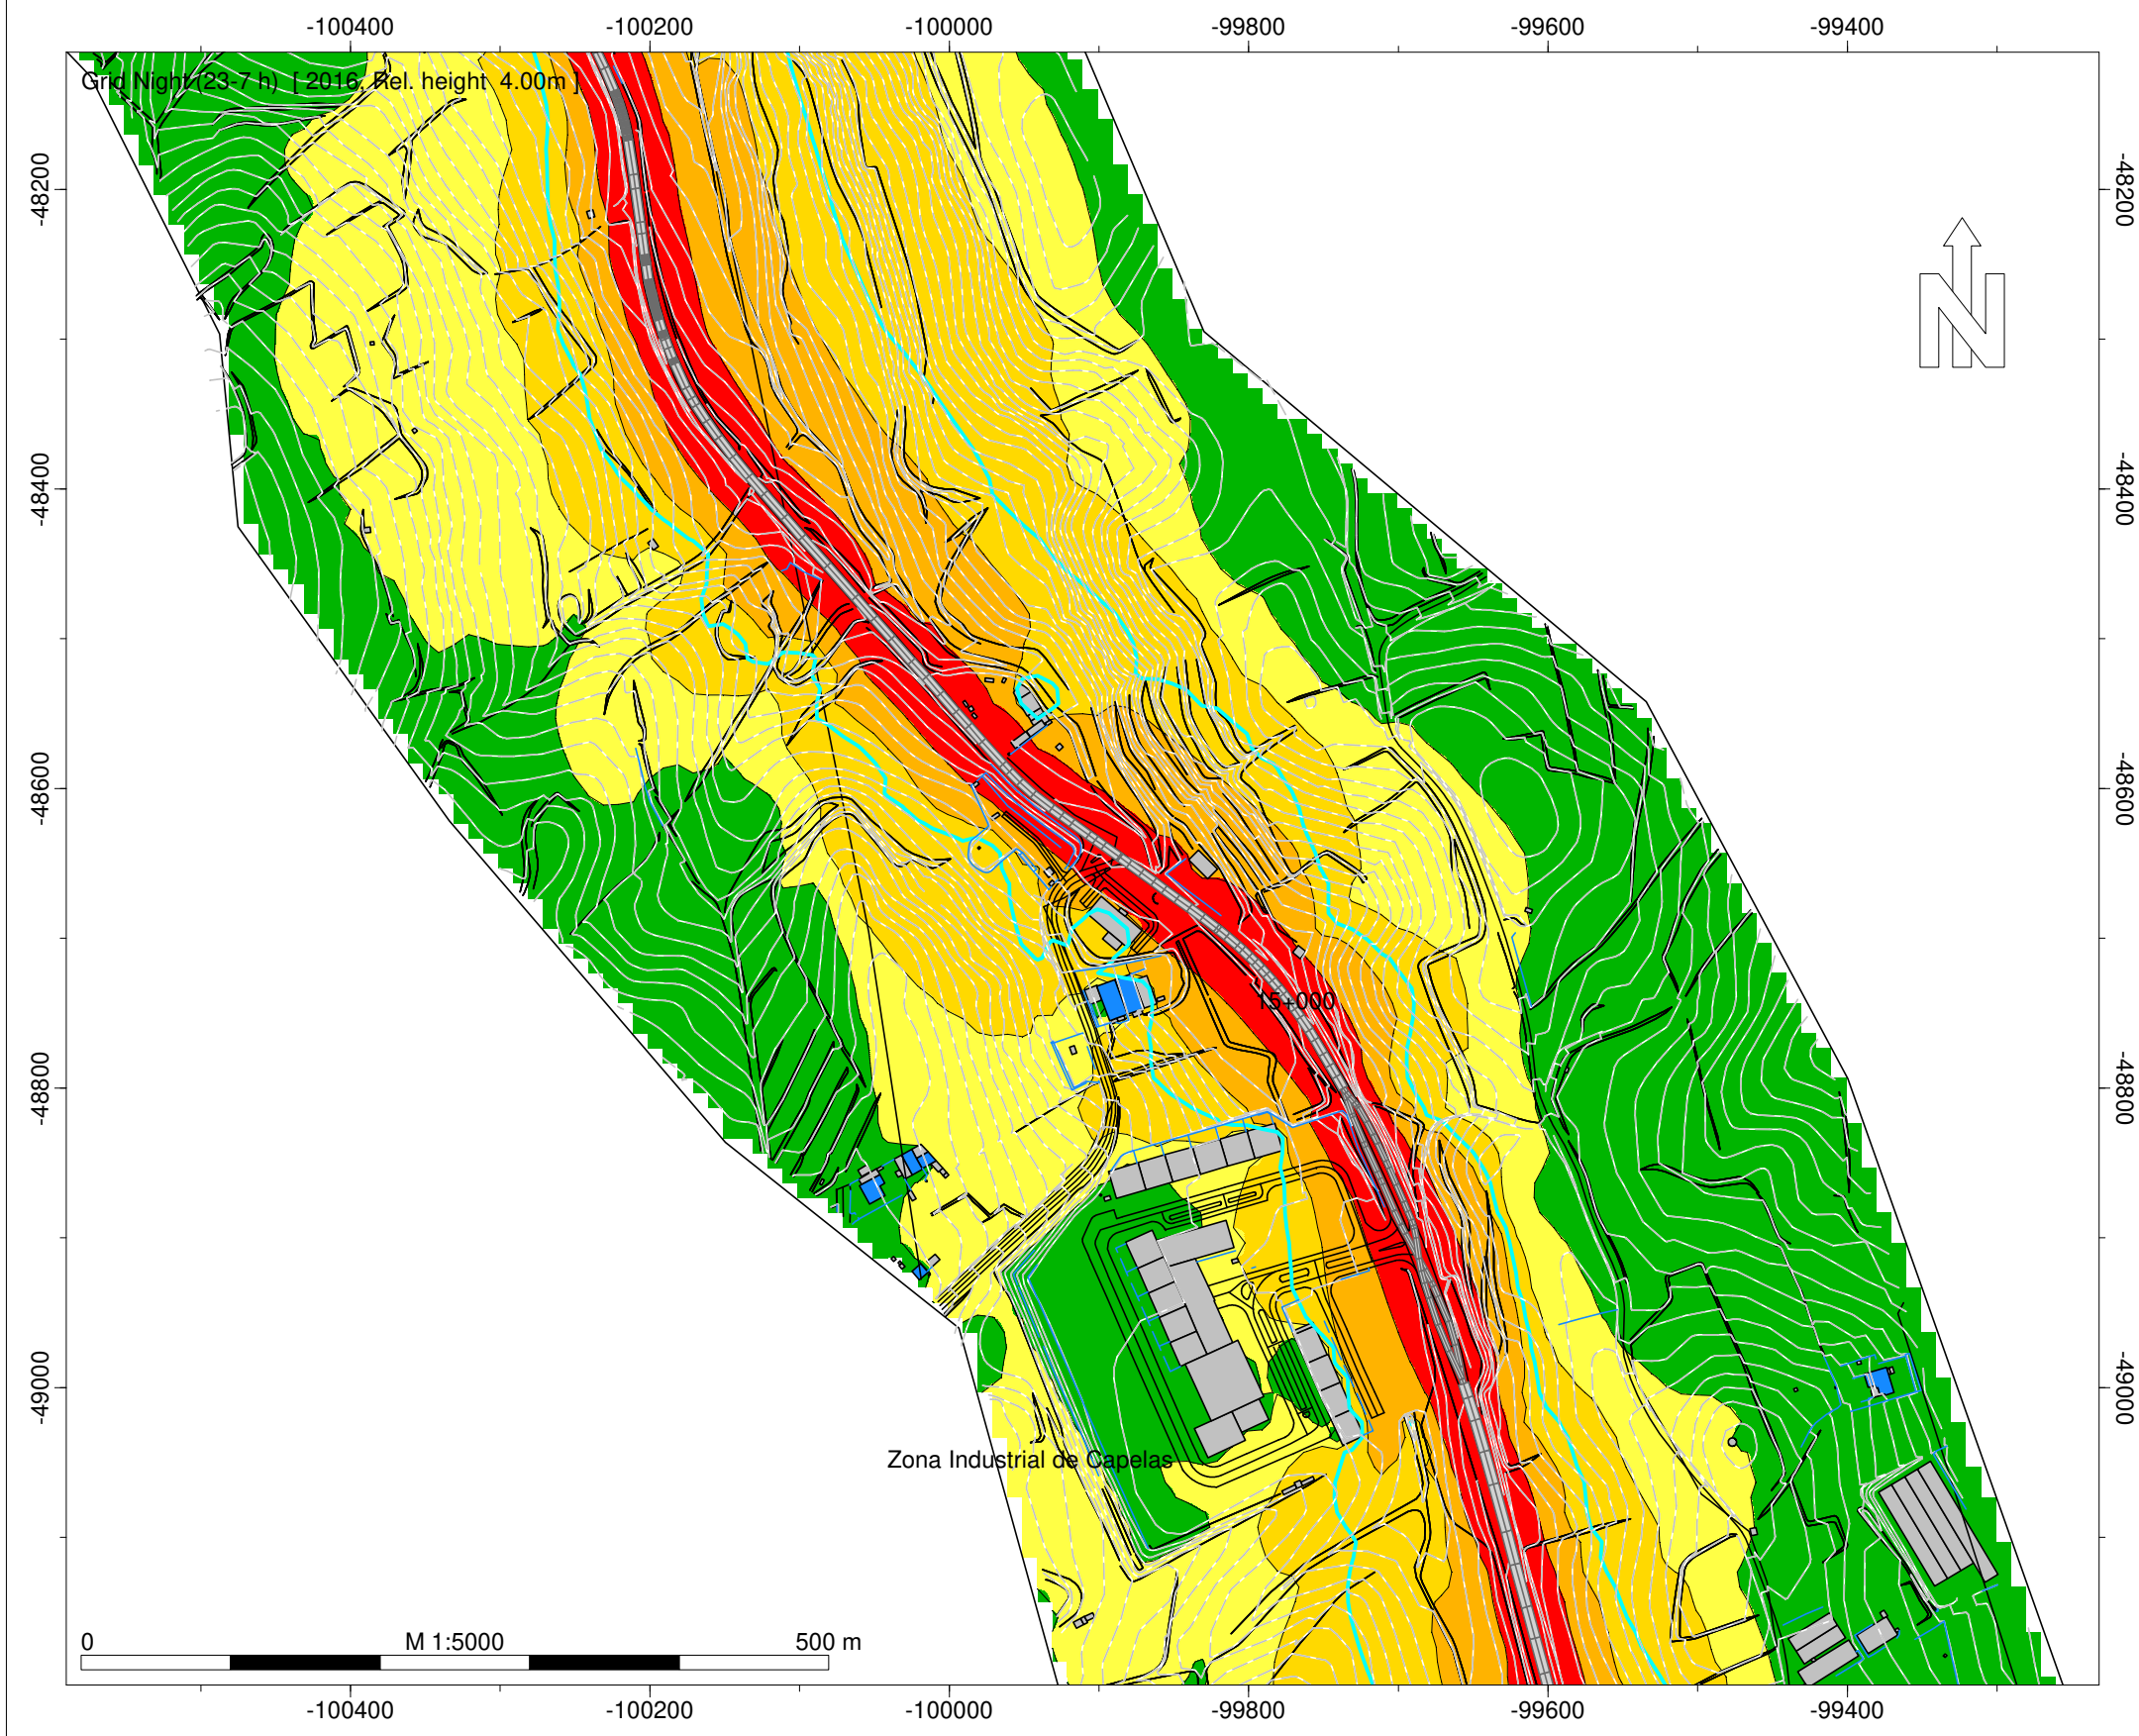 -100400 -100200 -100000 -99800 -99600 -99400
Grid Night (23-7 h) [ 2016, Rel. height 4.00m ]
-48200 -48200
N
-48400 -48400
-48600 -48600
15+000
-48800 -48800
-49000 -49000
Zona Industrial de Capelas
0 M 1:5000 500 m
-100400 -100200 -100000 -99800 -99600 -99400